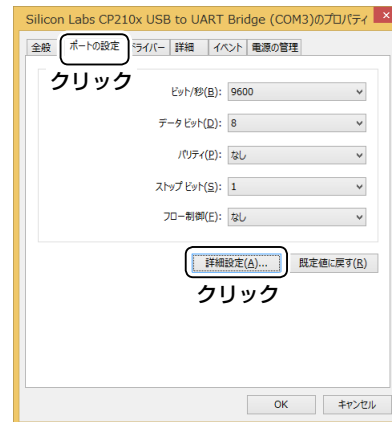 Silicon Labs CP210x USB to UART Bridge (COM3)のプロパティ
全般 ポートの設定 ドライバー 詳細 イベント 電源の管理
クリック
ビット/秒(B): 9600
データ ビット(D): 8
パリティ(P): なし
ストップ ビット(S): 1
フロー制御(F): なし
詳細設定(A)... 既定値に戻す(R)
クリック
OK キャンセル